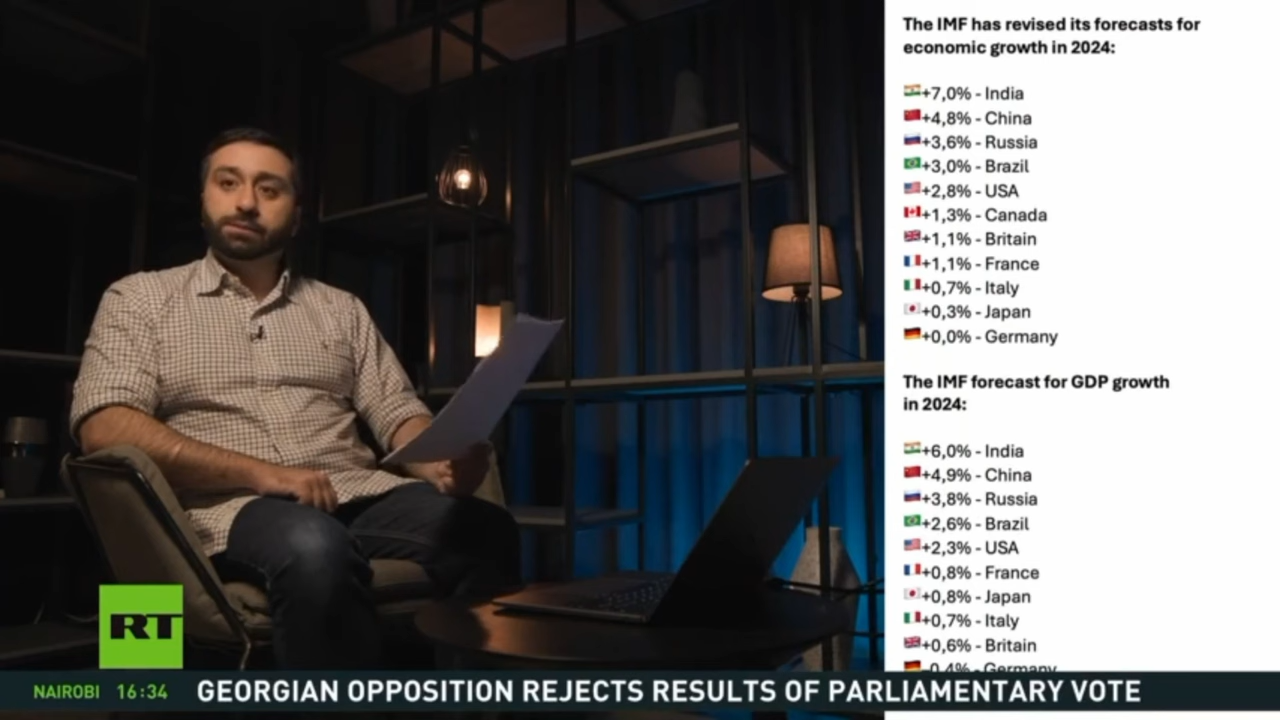 The IMF has revised its forecasts for
economic growth in 2024:
+7,0% - India
+4,8% - China
+3,6% - Russia
+3,0% - Brazil
+2,8% - USA
+1,3% - Canada
+1,1% - Britain
+1,1% - France
+0,7% - Italy
+0,3% - Japan
+0,0% - Germany
The IMF forecast for GDP growth
in 2024:
+6,0% - India
+4,9% - China
+3,8% - Russia
+2,6% - Brazil
+2,3% - USA
+0,8% - France
+0,8% - Japan
+0,7% - Italy
+0,6% - Britain
-0,4% - Germany
RT
NAIROBI 16:34 GEORGIAN OPPOSITION REJECTS RESULTS OF PARLIAMENTARY VOTE